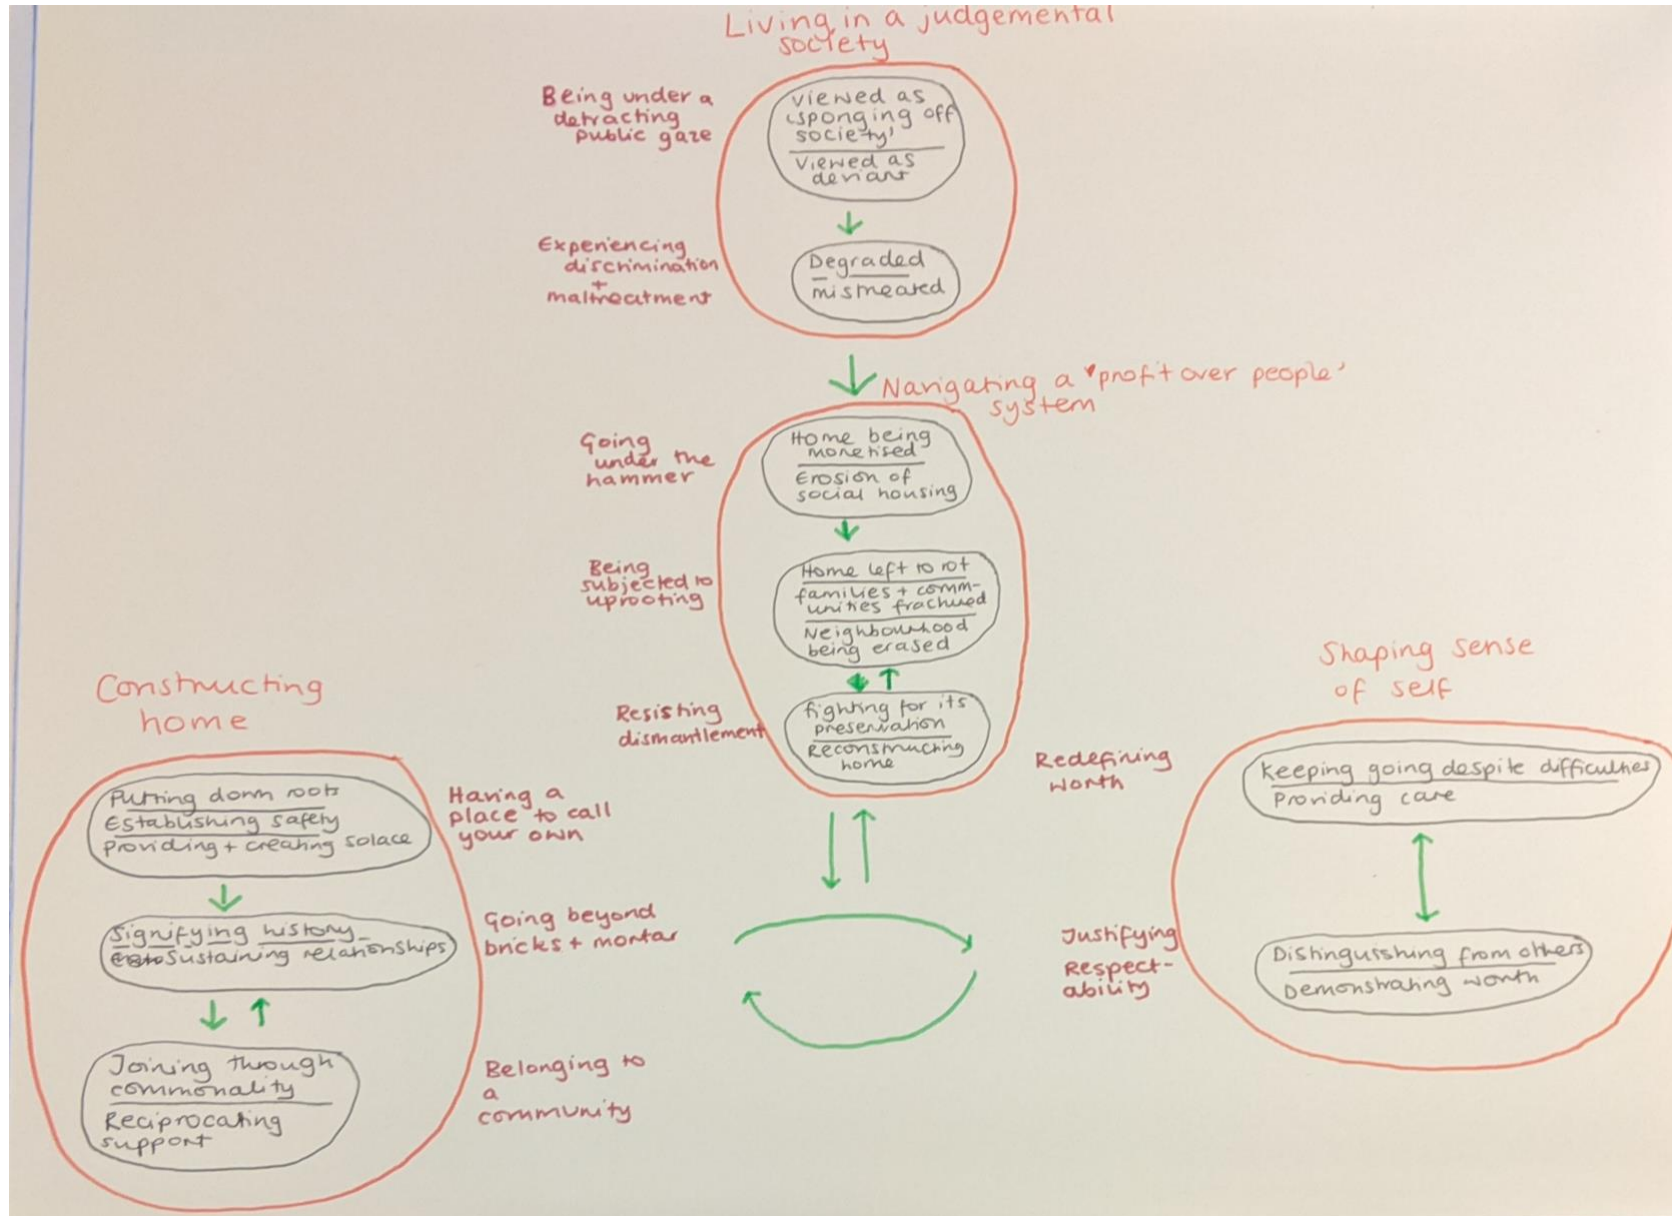 Living in a judgemental
society
Being under a
detracting
public gaze
viewed as
'sponging off
society'
Viewed as
deviant
Experiencing
discrimination
+
maltreatment
Degraded
mistreated
Navigating a 'profit over people'
system
Going
under the
hammer
Home being
monetised
Erosion of
social housing
Being
subjected to
uprooting
Home left to rot
families + comm-
unities fractured
Neighbourhood
being erased
Resisting
dismantlement
fighting for its
preservation
Reconstructing
home
Constructing
home
Putting down roots
Establishing safety
Providing + creating solace
Having a
place to call
your own
Signifying history
Sustaining relationships
Going beyond
bricks + mortar
Joining through
commonality
Reciprocating
support
Belonging to
a
community
Shaping sense
of self
Redefining
worth
Keeping going despite difficulties
Providing care
Justifying
Respect-
ability
Distinguishing from others
Demonstrating worth